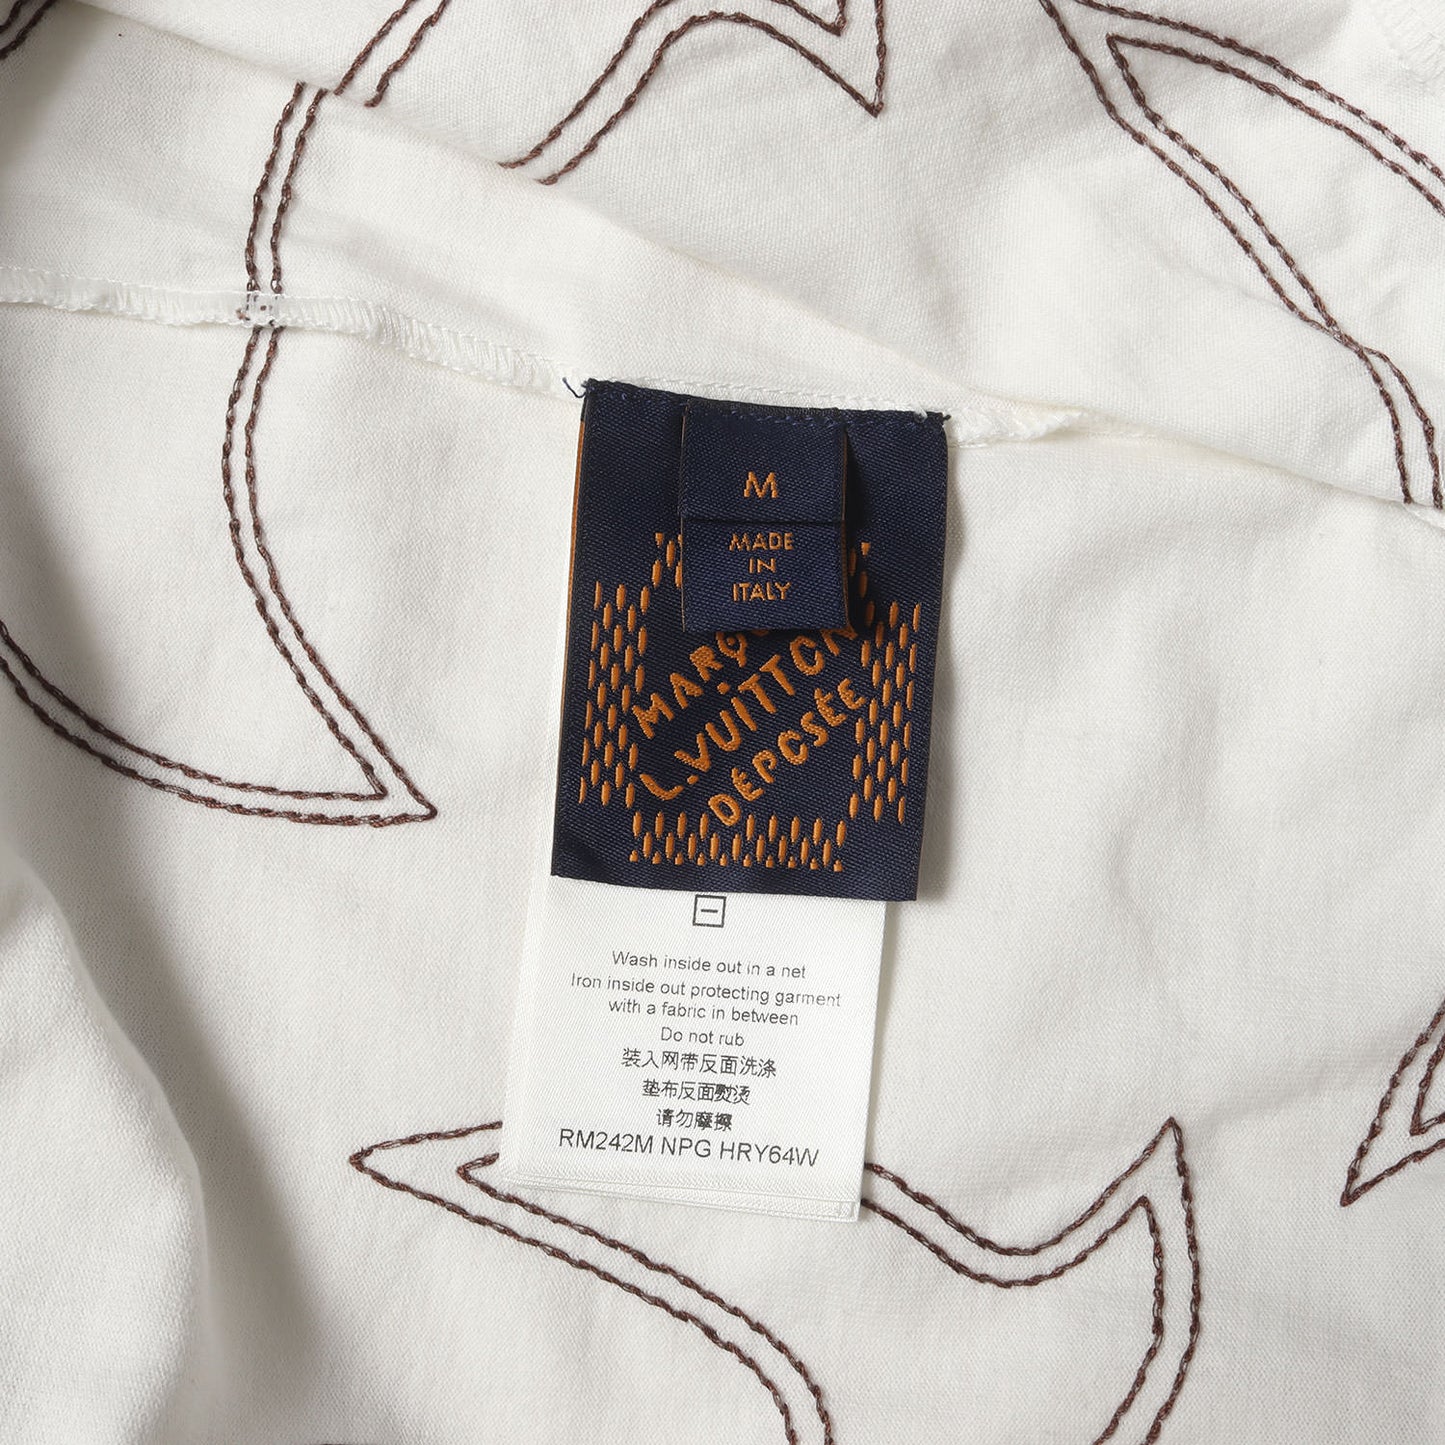 M
MADE
IN
ITALY
L.VUiTTON
DÉPOSÉE
Wash inside out in a net
Iron inside out protecting garment
with a fabric in between
Do not rub
装入网带反面洗涤
垫布反面熨烫
请勿摩擦
RM242M NPG HRY64W